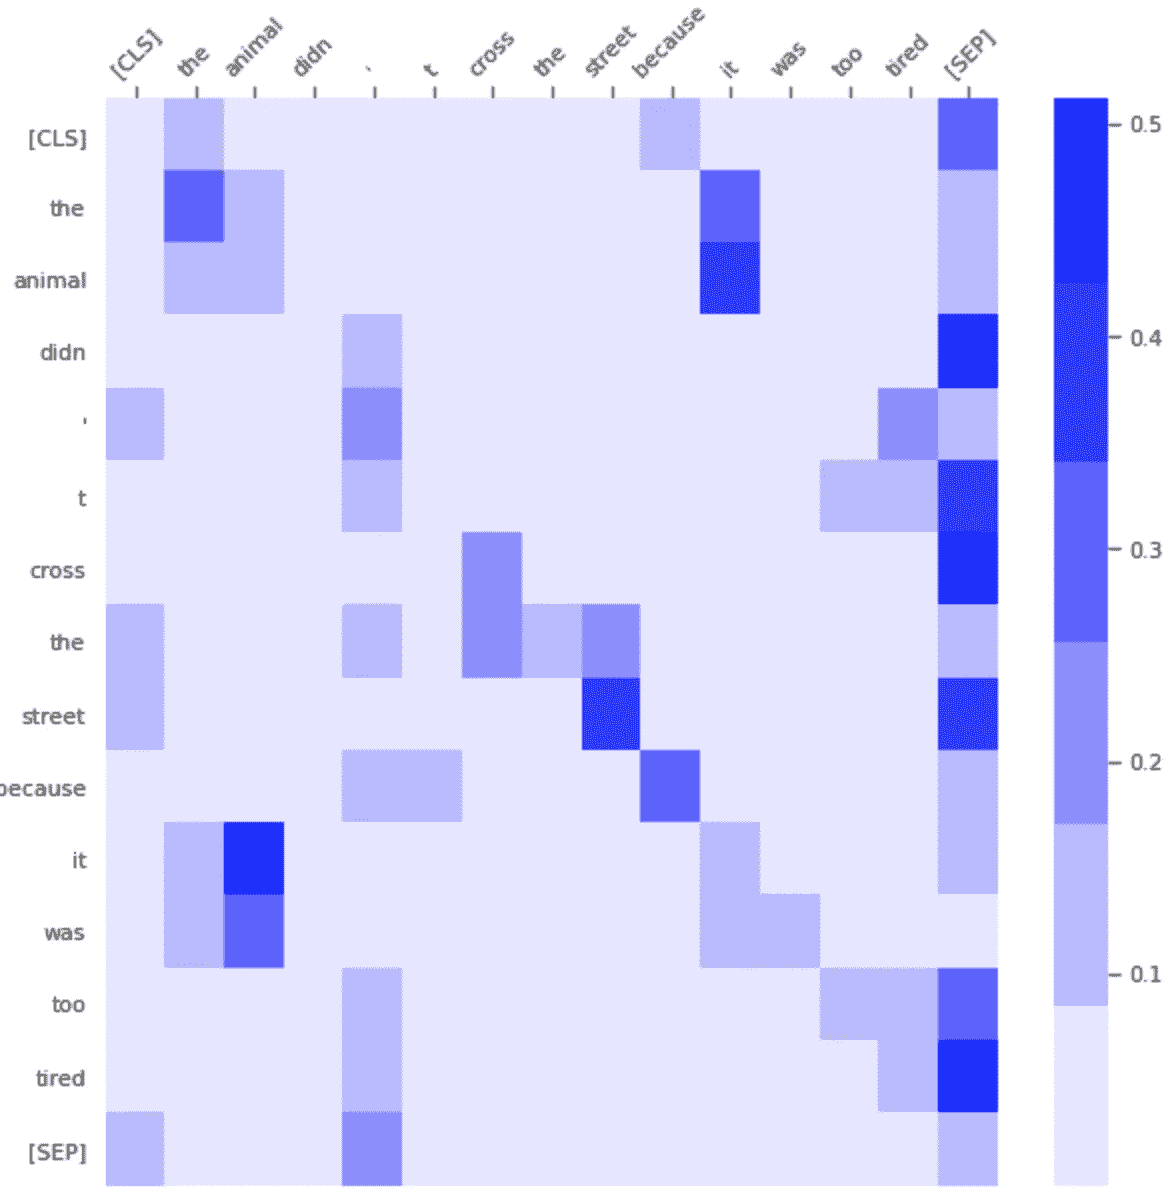 [CLS] the animal didn ' t cross the street because it was too tired [SEP]
[CLS]
the
animal
didn
'
t
cross
the
street
because
it
was
too
tired
[SEP]
0.5
0.4
0.3
0.2
0.1